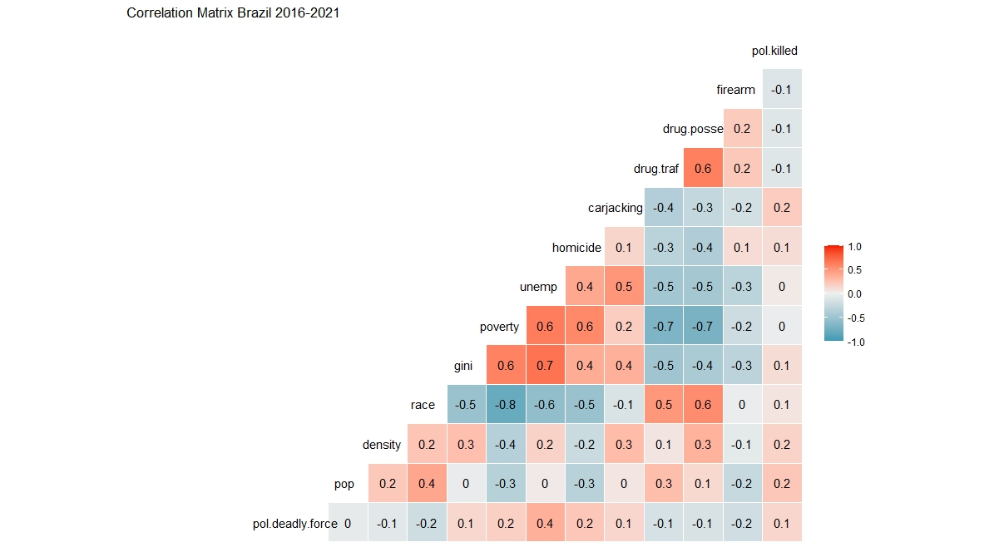 Correlation Matrix Brazil 2016-2021
pol.killed
firearm -0.1
drug.posse 0.2 -0.1
drug.traf 0.6 0.2 -0.1
carjacking -0.4 -0.3 -0.2 0.2
homicide 0.1 -0.3 -0.4 0.1 0.1
unemp 0.4 0.5 -0.5 -0.5 -0.3 0
poverty 0.6 0.6 0.2 -0.7 -0.7 -0.2 0
gini 0.6 0.7 0.4 0.4 -0.5 -0.4 -0.3 0.1
race -0.5 -0.8 -0.6 -0.5 -0.1 0.5 0.6 0 0.1
density 0.2 0.3 -0.4 0.2 -0.2 0.3 0.1 0.3 -0.1 0.2
pop 0.2 0.4 0 -0.3 0 -0.3 0 0.3 0.1 -0.2 0.2
pol.deadly.force 0 -0.1 -0.2 0.1 0.2 0.4 0.2 0.1 -0.1 -0.1 -0.2 0.1
1.0
0.5
0.0
-0.5
-1.0